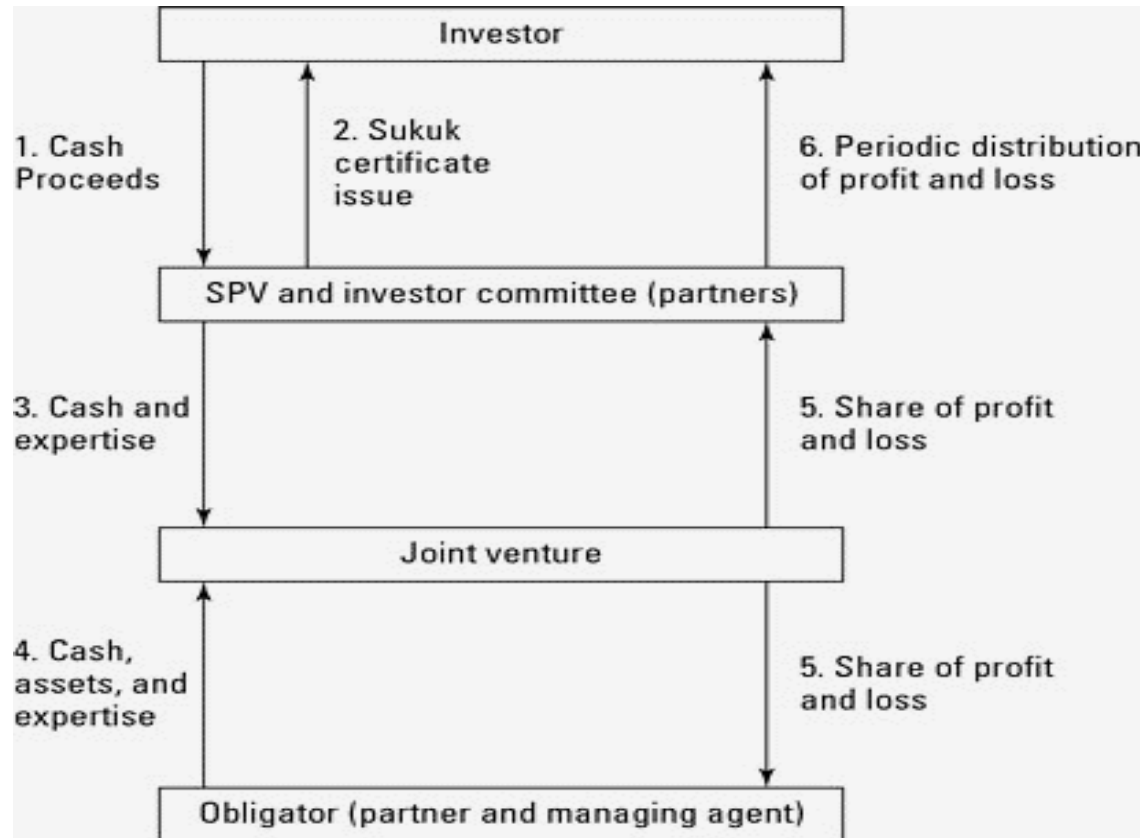 Investor
1. Cash
Proceeds
2. Sukuk
certificate
issue
6. Periodic distribution
of profit and loss
SPV and investor committee (partners)
3. Cash and
expertise
5. Share of profit
and loss
Joint venture
4. Cash,
assets, and
expertise
5. Share of profit
and loss
Obligator (partner and managing agent)